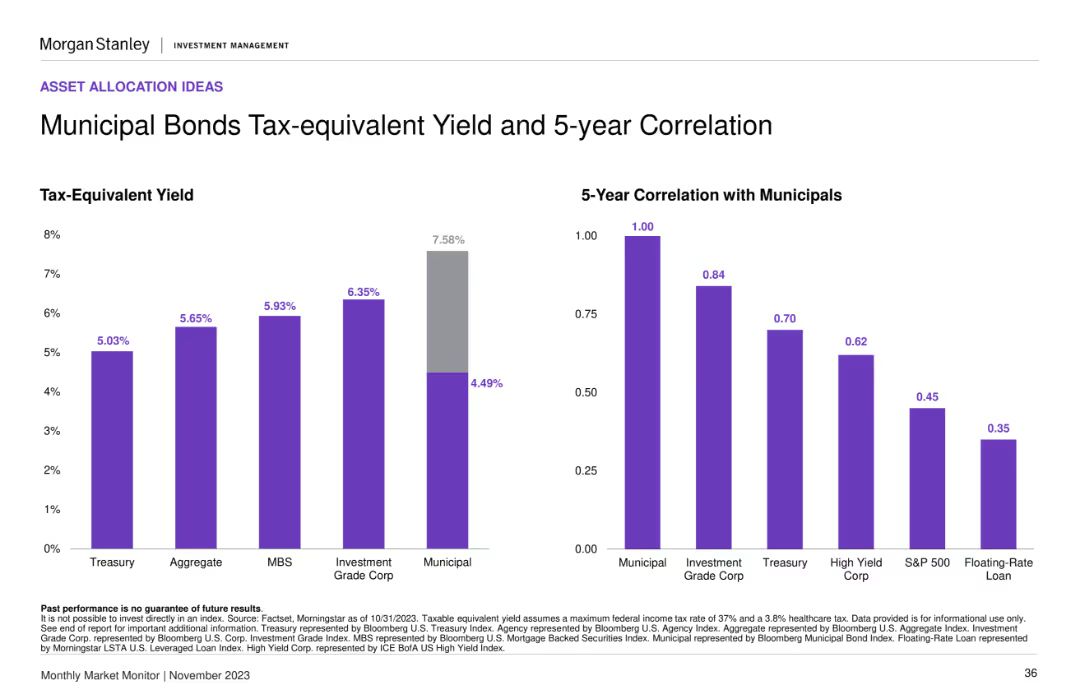 Morgan Stanley | INVESTMENT MANAGEMENT
ASSET ALLOCATION IDEAS
Municipal Bonds Tax-equivalent Yield and 5-year Correlation
Tax-Equivalent Yield
8%
7%
6%
5%
4%
3%
2%
1%
0%
5.03%
5.65%
5.93%
6.35%
7.58%
4.49%
Treasury
Aggregate
MBS
Investment
Grade Corp
Municipal
5-Year Correlation with Municipals
1.00
0.75
0.50
0.25
0.00
1.00
0.84
0.70
0.62
0.45
0.35
Municipal
Investment
Grade Corp
Treasury
High Yield
Corp
S&P 500
Floating-Rate
Loan
Past performance is no guarantee of future results.
It is not possible to invest directly in an index. Source: Factset, Morningstar as of 10/31/2023. Taxable equivalent yield assumes a maximum federal income tax rate of 37% and a 3.8% healthcare tax. Data provided is for informational use only.
See end of report for important additional information. Treasury represented by Bloomberg U.S. Treasury Index. Agency represented by Bloomberg U.S. Agency Index. Aggregate represented by Bloomberg U.S. Aggregate Index. Investment
Grade Corp. represented by Bloomberg U.S. Corp. Investment Grade Index. MBS represented by Bloomberg U.S. Mortgage Backed Securities Index. Municipal represented by Bloomberg Municipal Bond Index. Floating-Rate Loan represented
by Morningstar LSTA U.S. Leveraged Loan Index. High Yield Corp. represented by ICE BofA US High Yield Index.
Monthly Market Monitor | November 2023
36